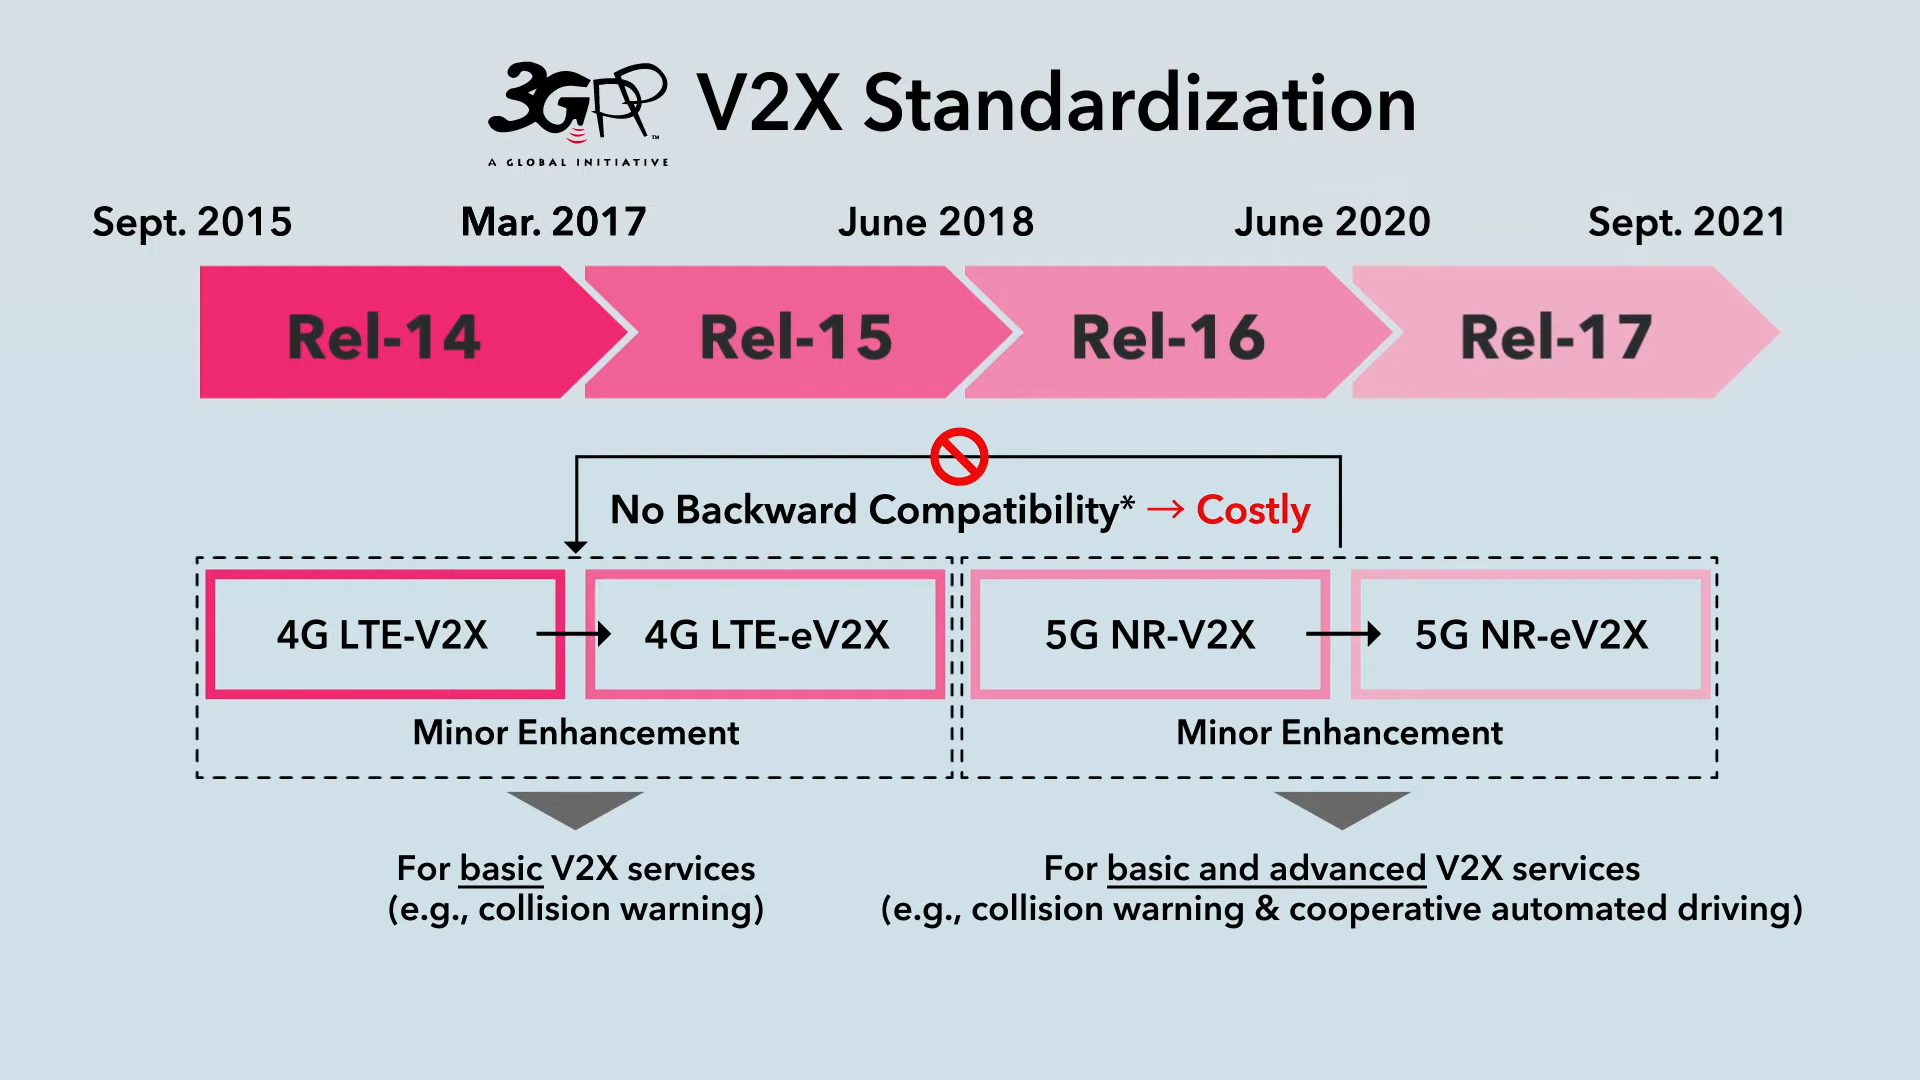 3GPP™ V2X Standardization
A GLOBAL INITIATIVE
Sept. 2015 Mar. 2017 June 2018 June 2020 Sept. 2021
Rel-14 Rel-15 Rel-16 Rel-17
No Backward Compatibility* → Costly
4G LTE-V2X 4G LTE-eV2X 5G NR-V2X 5G NR-eV2X
Minor Enhancement Minor Enhancement
For basic V2X services
(e.g., collision warning)
For basic and advanced V2X services
(e.g., collision warning & cooperative automated driving)